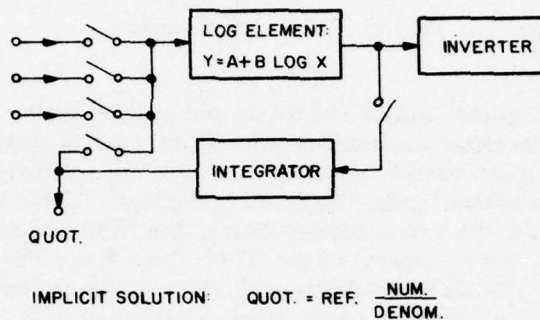 LOG ELEMENT:
Y=A+B LOG X
INVERTER
INTEGRATOR
QUOT.
IMPLICIT SOLUTION: QUOT. = REF. NUM.
DENOM.